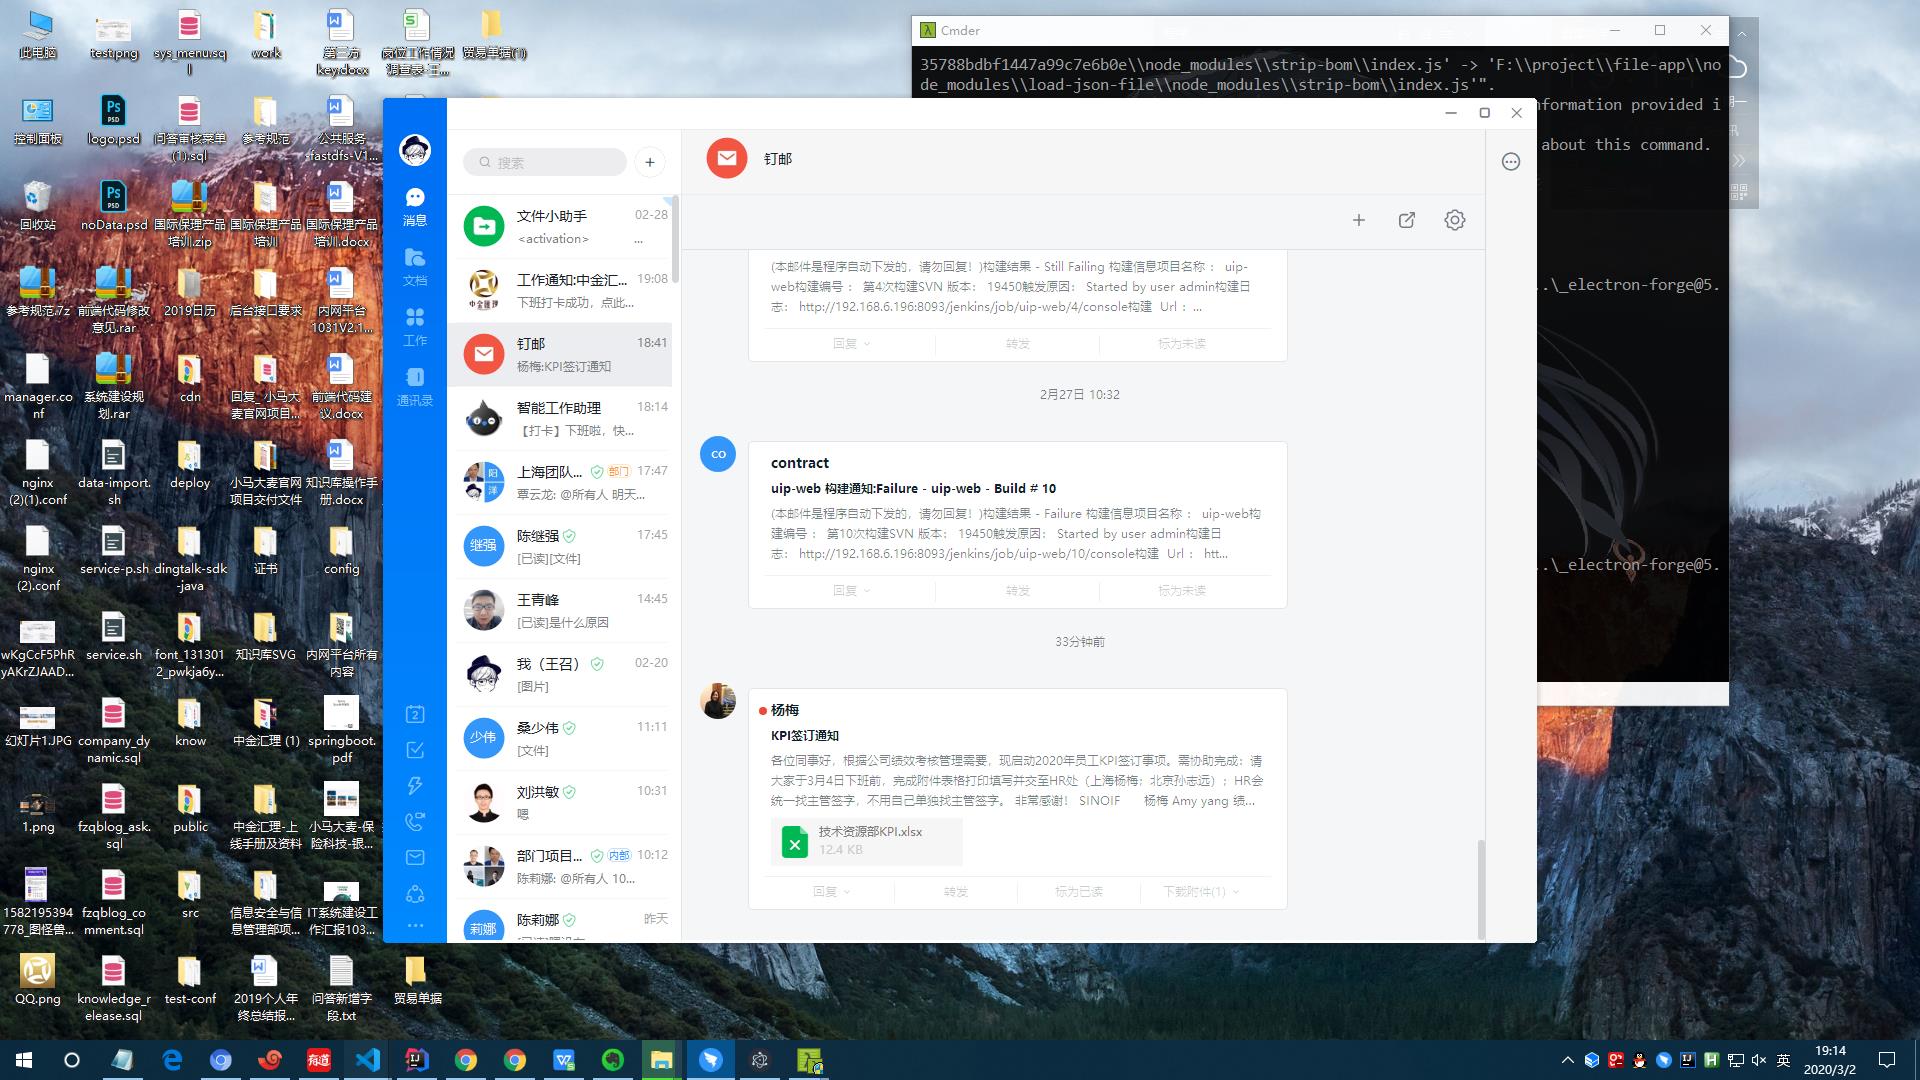 此电脑
test.png
sys_menu.sql
work
第三方key.docx
岗位工作情况调查表-王...
贸易单据(1)
控制面板
logo.psd
问答审核菜单(1).sql
参考规范
公共服务-fastdfs-V1...
回收站
noData.psd
国际保理产品培训.zip
国际保理产品培训
国际保理产品培训.docx
参考规范.7z
前端代码修改意见.rar
2019日历
后台接口要求
内网平台1031V2.1...
manager.conf
系统建设规划.rar
cdn
回复_ 小马大麦官网项目...
前端代码建议.docx
nginx(2)(1).conf
data-import.sh
deploy
小马大麦官网项目交付文件
知识库操作手册.docx
nginx(2).conf
service-p.sh
dingtalk-sdk-java
证书
config
wKgCcF5PhRyAKrZJAAD...
service.sh
font_1313012_pwkja6y...
知识库SVG
内网平台所有内容
幻灯片1.JPG
company_dynamic.sql
know
中金汇理 (1)
springboot.pdf
1.png
fzqblog_ask.sql
public
中金汇理-上线手册及资料
小马大麦-保险科技-银...
1582195394778_图怪兽...
fzqblog_comment.sql
src
信息安全与信息管理部项...
IT系统建设工作汇报103...
QQ.png
knowledge_release.sql
test-conf
2019个人年终总结报...
问答新增字段.txt
贸易单据
Cmder
35788bdbf1447a99c7e6b0e\\node_modules\\strip-bom\\index.js' -> 'F:\\project\\file-app\\no
de_modules\\load-json-file\\node_modules\\strip-bom\\index.js'".
nformation provided i
about this command.
..\_electron-forge@5.
..\_electron-forge@5.
消息
文档
工作
通讯录
搜索
文件小助手 02-28
<activation> ...
工作通知:中金汇... 19:08
下班打卡成功，点此...
钉邮 18:41
杨梅:KPI签订通知
智能工作助理 18:14
【打卡】下班啦，快...
阳
洋
上海团队... 部门 17:47
覃云龙: @所有人 明天...
继强
陈继强 17:45
[已读][文件]
王青峰 14:45
[已读]是什么原因
我（王召） 02-20
[图片]
少伟
桑少伟 11:11
[文件]
刘洪敏 10:31
嗯
部门项目... 内部 10:12
陈莉娜: @所有人 10...
莉娜
陈莉娜 昨天
钉邮
(本邮件是程序自动下发的，请勿回复！)构建结果 - Still Failing 构建信息项目名称 ： uip-
web构建编号 ： 第4次构建SVN 版本： 19450触发原因： Started by user admin构建日
志： http://192.168.6.196:8093/jenkins/job/uip-web/4/console构建 Url ：...
回复 转发 标为未读
2月27日 10:32
CO
contract
uip-web 构建通知:Failure - uip-web - Build # 10
(本邮件是程序自动下发的，请勿回复！)构建结果 - Failure 构建信息项目名称 ： uip-web构
建编号 ： 第10次构建SVN 版本： 19450触发原因： Started by user admin构建日
志： http://192.168.6.196:8093/jenkins/job/uip-web/10/console构建 Url ： htt...
回复 转发 标为未读
33分钟前
杨梅
KPI签订通知
各位同事好，根据公司绩效考核管理需要，现启动2020年员工KPI签订事项。需协助完成：请
大家于3月4日下班前，完成附件表格打印填写并交至HR处（上海杨梅；北京孙志远）；HR会
统一找主管签字，不用自己单独找主管签字。 非常感谢！ SINOIF 杨梅 Amy yang 绩...
技术资源部KPI.xlsx
12.4 KB
回复 转发 标为已读 下载附件(1)
有道
英
19:14
2020/3/2